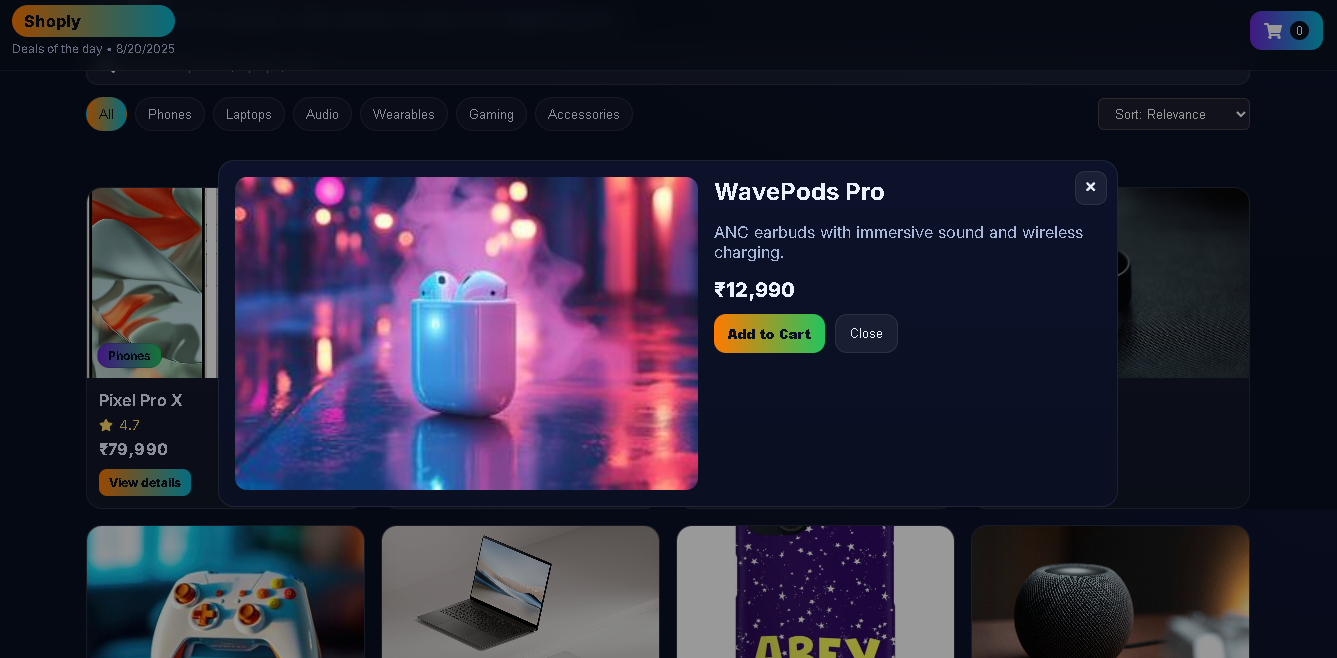 Shoply
Deals of the day • 8/20/2025
0
All
Phones
Laptops
Audio
Wearables
Gaming
Accessories
Sort: Relevance
WavePods Pro
ANC earbuds with immersive sound and wireless
charging.
₹12,990
Add to Cart
Close
Phones
Pixel Pro X
4.7
₹79,990
View details
ABEY